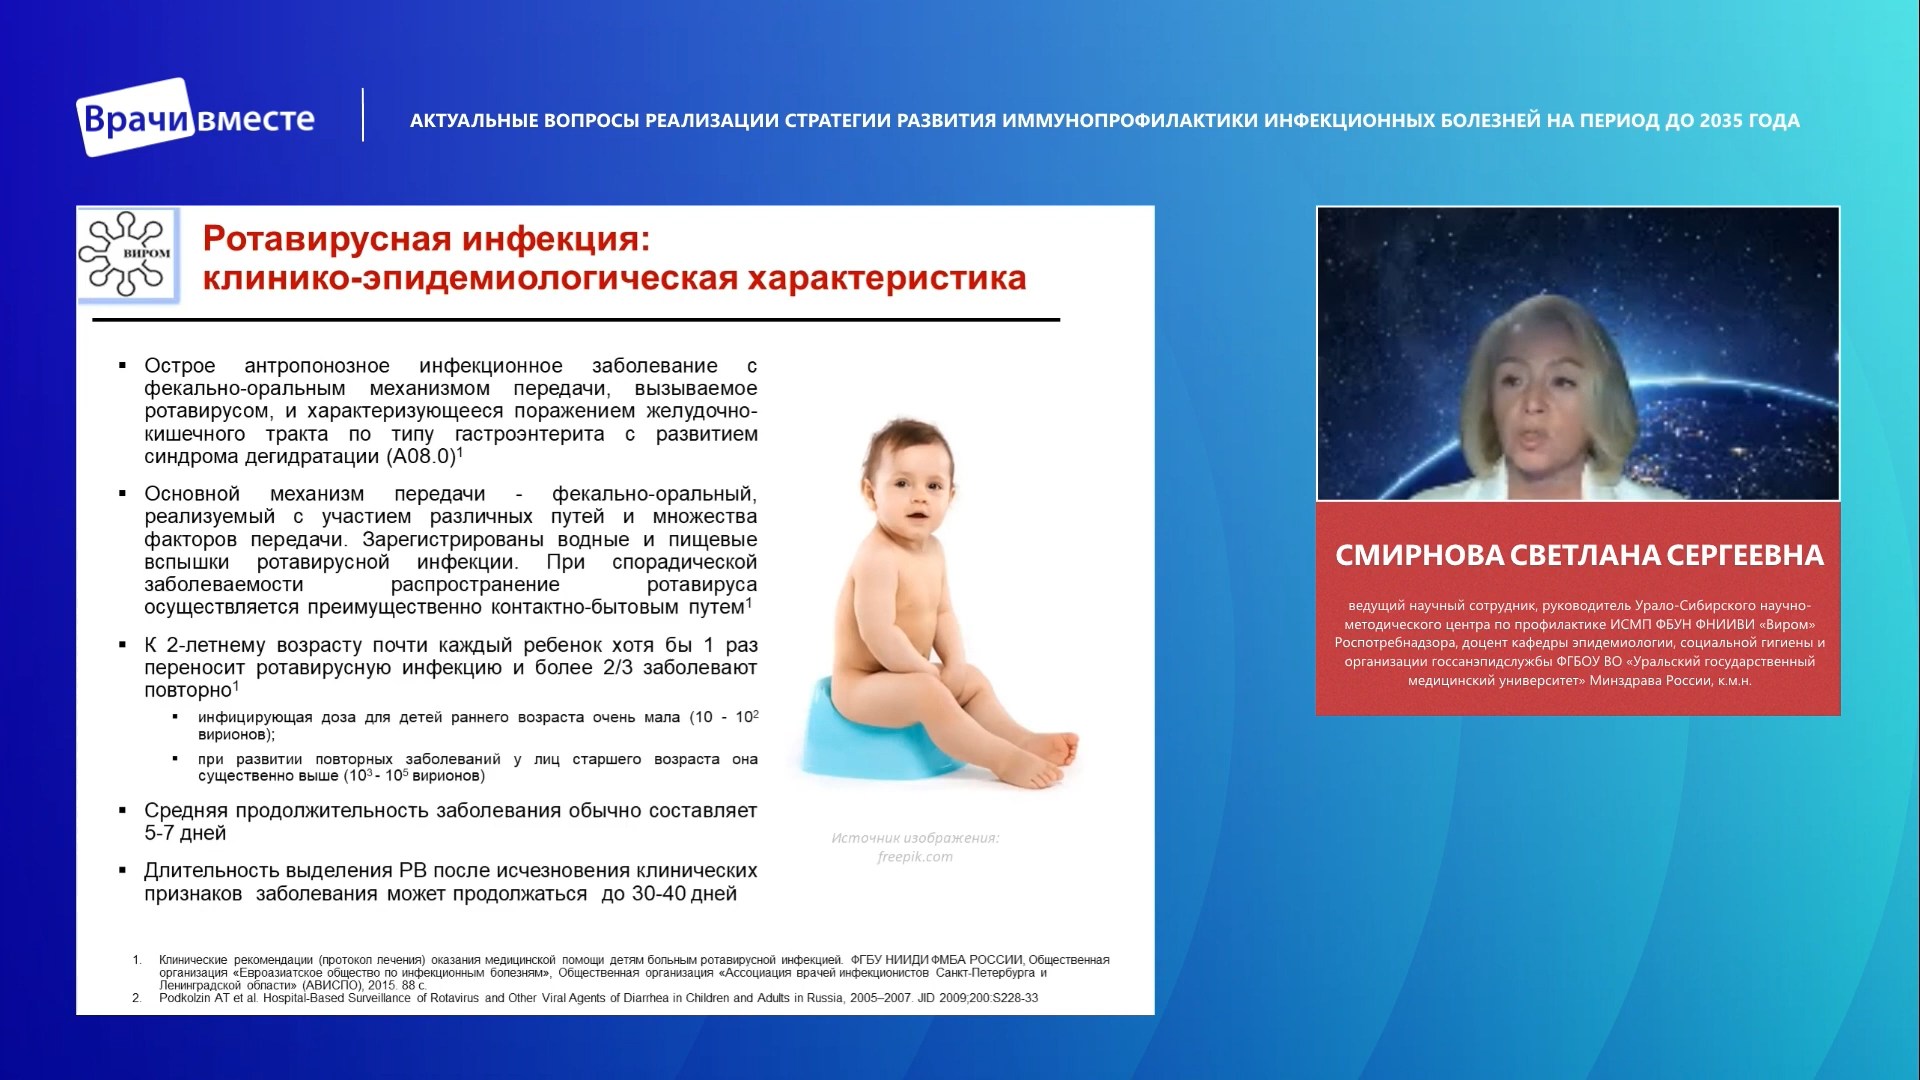 Врачи вместе
АКТУАЛЬНЫЕ ВОПРОСЫ РЕАЛИЗАЦИИ СТРАТЕГИИ РАЗВИТИЯ ИММУНОПРОФИЛАКТИКИ ИНФЕКЦИОННЫХ БОЛЕЗНЕЙ НА ПЕРИОД ДО 2035 ГОДА
ВИРОМ
Ротавирусная инфекция:
клинико-эпидемиологическая характеристика
▪ Острое антропонозное инфекционное заболевание с
фекально-оральным механизмом передачи, вызываемое
ротавирусом, и характеризующееся поражением желудочно-
кишечного тракта по типу гастроэнтерита с развитием
синдрома дегидратации (А08.0)¹
▪ Основной механизм передачи - фекально-оральный,
реализуемый с участием различных путей и множества
факторов передачи. Зарегистрированы водные и пищевые
вспышки ротавирусной инфекции. При спорадической
заболеваемости распространение ротавируса
осуществляется преимущественно контактно-бытовым путем¹
▪ К 2-летнему возрасту почти каждый ребенок хотя бы 1 раз
переносит ротавирусную инфекцию и более 2/3 заболевают
повторно¹
▪ инфицирующая доза для детей раннего возраста очень мала (10 - 10²
вирионов);
▪ при развитии повторных заболеваний у лиц старшего возраста она
существенно выше (10³ - 10⁵ вирионов)
▪ Средняя продолжительность заболевания обычно составляет
5-7 дней
▪ Длительность выделения РВ после исчезновения клинических
признаков заболевания может продолжаться до 30-40 дней
Источник изображения:
freepik.com
1. Клинические рекомендации (протокол лечения) оказания медицинской помощи детям больным ротавирусной инфекцией. ФГБУ НИИДИ ФМБА РОССИИ, Общественная
организация «Евроазиатское общество по инфекционным болезням», Общественная организация «Ассоциация врачей инфекционистов Санкт-Петербурга и
Ленинградской области» (АВИСПО), 2015. 88 с.
2. Podkolzin AT et al. Hospital-Based Surveillance of Rotavirus and Other Viral Agents of Diarrhea in Children and Adults in Russia, 2005–2007. JID 2009;200:S228-33
СМИРНОВА СВЕТЛАНА СЕРГЕЕВНА
ведущий научный сотрудник, руководитель Урало-Сибирского научно-
методического центра по профилактике ИСМП ФБУН ФНИИВИ «Виром»
Роспотребнадзора, доцент кафедры эпидемиологии, социальной гигиены и
организации госсанэпидслужбы ФГБОУ ВО «Уральский государственный
медицинский университет» Минздрава России, к.м.н.